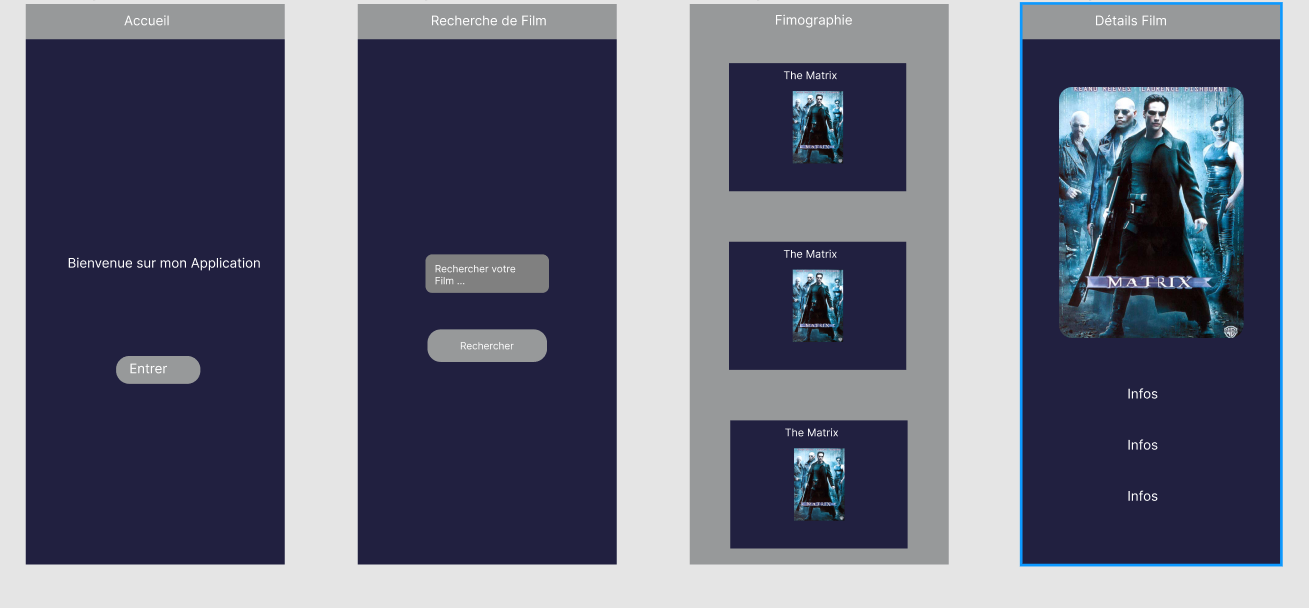 Accueil
Bienvenue sur mon Application
Entrer
Recherche de Film
Rechercher votre
Film ...
Rechercher
Fimographie
The Matrix
The Matrix
The Matrix
Détails Film
KEANU REEVES LAURENCE FISHBURNE
MATRIX
Infos
Infos
Infos